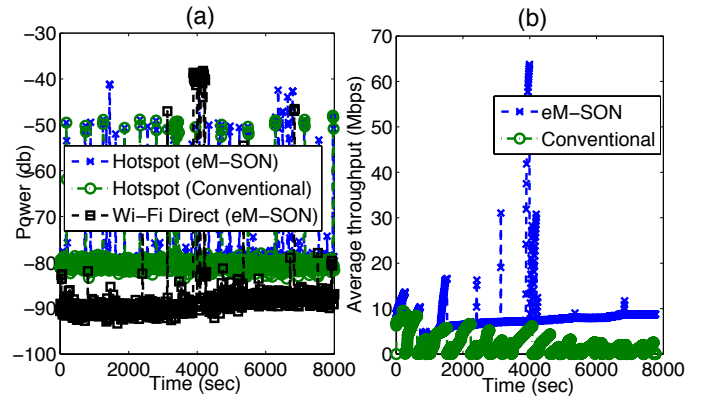 (a)
-30
-40
-50
-60
-70
-80
-90
-100
Power (db)
Hotspot (eM-SON)
Hotspot (Conventional)
Wi-Fi Direct (eM-SON)
0 2000 4000 6000 8000
Time (sec)
(b)
70
60
50
40
30
20
10
0
Average throughput (Mbps)
eM-SON
Conventional
0 2000 4000 6000 8000
Time (sec)